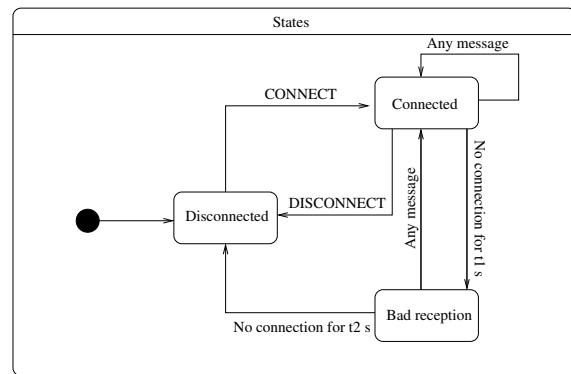 States
Any message
CONNECT
Connected
No connection for t1 s
Any message
DISCONNECT
Disconnected
Bad reception
No connection for t2 s